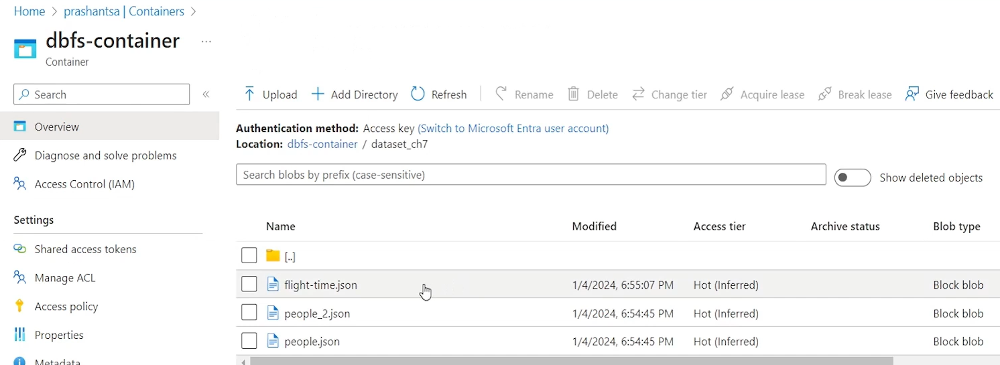 Home > prashantsa | Containers >
dbfs-container ...
Container
Search «
Overview
Diagnose and solve problems
Access Control (IAM)
Settings
Shared access tokens
Manage ACL
Access policy
Properties
Metadata
Upload Add Directory Refresh Rename Delete Change tier Acquire lease Break lease Give feedback
Authentication method: Access key (Switch to Microsoft Entra user account)
Location: dbfs-container / dataset_ch7
Search blobs by prefix (case-sensitive) Show deleted objects
Name Modified Access tier Archive status Blob type
[..]
flight-time.json 1/4/2024, 6:55:07 PM Hot (Inferred) Block blob
people_2.json 1/4/2024, 6:54:45 PM Hot (Inferred) Block blob
people.json 1/4/2024, 6:54:45 PM Hot (Inferred) Block blob